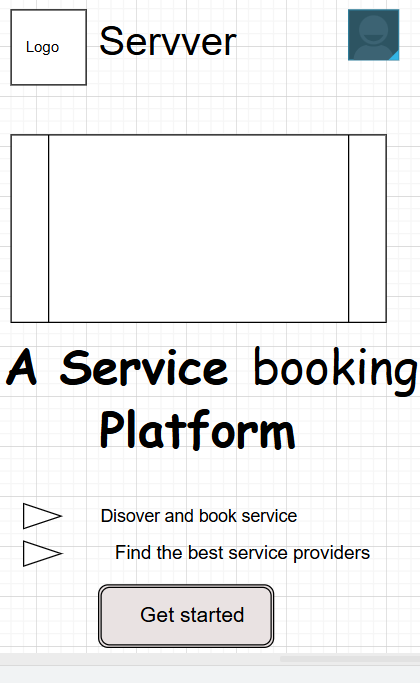 Logo
Servver
A Service booking
Platform
Disover and book service
Find the best service providers
Get started